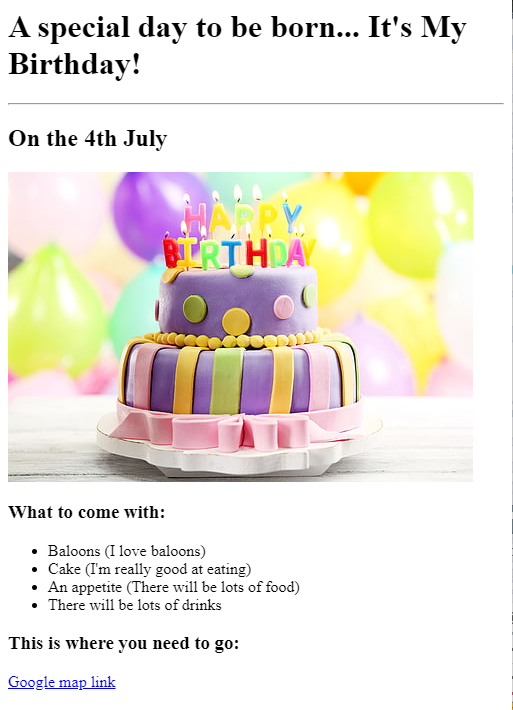 A special day to be born... It's My
Birthday!
On the 4th July
HAPPY
BIRTHDAY
What to come with:
Baloons (I love baloons)
Cake (I'm really good at eating)
An appetite (There will be lots of food)
There will be lots of drinks
This is where you need to go:
Google map link